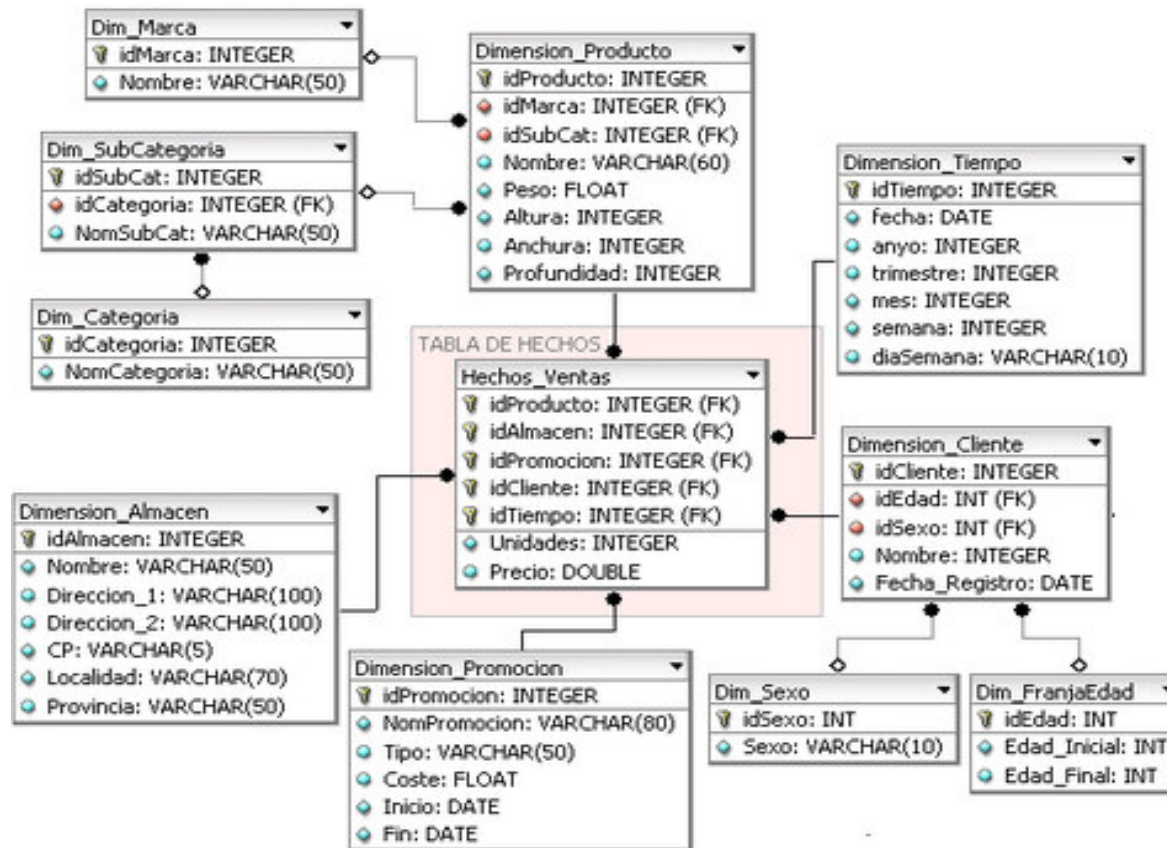 Dim_Marca
idMarca: INTEGER
Nombre: VARCHAR(50)
Dimension_Producto
idProducto: INTEGER
idMarca: INTEGER (FK)
idSubCat: INTEGER (FK)
Nombre: VARCHAR(60)
Peso: FLOAT
Altura: INTEGER
Anchura: INTEGER
Profundidad: INTEGER
Dim_SubCategoria
idSubCat: INTEGER
idCategoria: INTEGER (FK)
NomSubCat: VARCHAR(50)
Dimension_Tiempo
idTiempo: INTEGER
fecha: DATE
anyo: INTEGER
trimestre: INTEGER
mes: INTEGER
semana: INTEGER
diaSemana: VARCHAR(10)
Dim_Categoria
idCategoria: INTEGER
NomCategoria: VARCHAR(50)
TABLA DE HECHOS
Hechos_Ventas
idProducto: INTEGER (FK)
idAlmacen: INTEGER (FK)
idPromocion: INTEGER (FK)
idCliente: INTEGER (FK)
idTiempo: INTEGER (FK)
Unidades: INTEGER
Precio: DOUBLE
Dimension_Cliente
idCliente: INTEGER
idEdad: INT (FK)
idSexo: INT (FK)
Nombre: INTEGER
Fecha_Registro: DATE
Dimension_Almacen
idAlmacen: INTEGER
Nombre: VARCHAR(50)
Direccion_1: VARCHAR(100)
Direccion_2: VARCHAR(100)
CP: VARCHAR(5)
Localidad: VARCHAR(70)
Provincia: VARCHAR(50)
Dimension_Promocion
idPromocion: INTEGER
NomPromocion: VARCHAR(80)
Tipo: VARCHAR(50)
Coste: FLOAT
Inicio: DATE
Fin: DATE
Dim_Sexo
idSexo: INT
Sexo: VARCHAR(10)
Dim_FranjaEdad
idEdad: INT
Edad_Inicial: INT
Edad_Final: INT